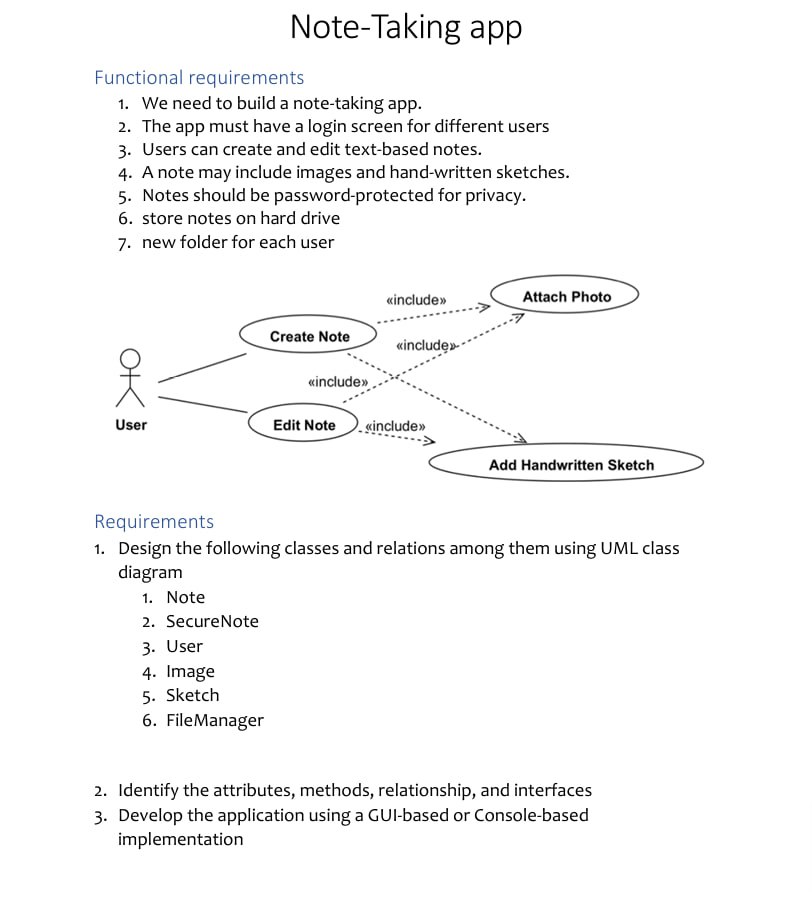 Note-Taking app
Functional requirements
1. We need to build a note-taking app.
2. The app must have a login screen for different users
3. Users can create and edit text-based notes.
4. A note may include images and hand-written sketches.
5. Notes should be password-protected for privacy.
6. store notes on hard drive
7. new folder for each user
«include»
Attach Photo
Create Note
«include»
«include»
User
Edit Note
«include»
Add Handwritten Sketch
Requirements
1. Design the following classes and relations among them using UML class
diagram
1. Note
2. SecureNote
3. User
4. Image
5. Sketch
6. FileManager
2. Identify the attributes, methods, relationship, and interfaces
3. Develop the application using a GUI-based or Console-based
implementation